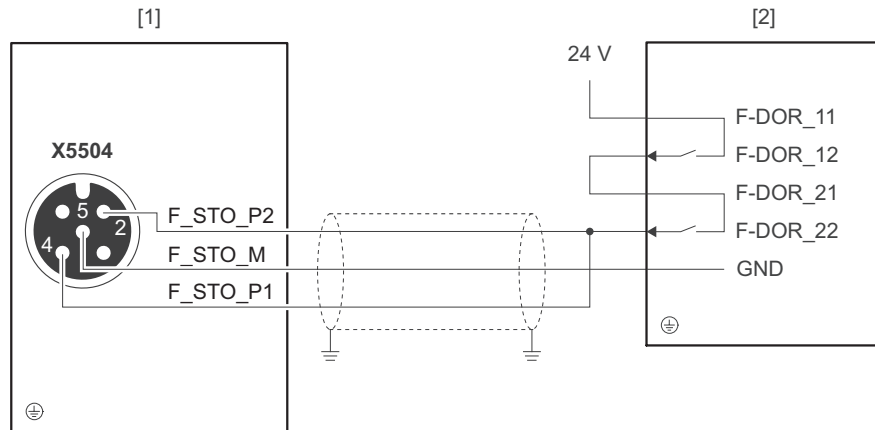 [1]
[2]
24 V
F-DOR_11
X5504
F-DOR_12
F-DOR_21
5
F_STO_P2
2
F-DOR_22
4
F_STO_M
GND
F_STO_P1